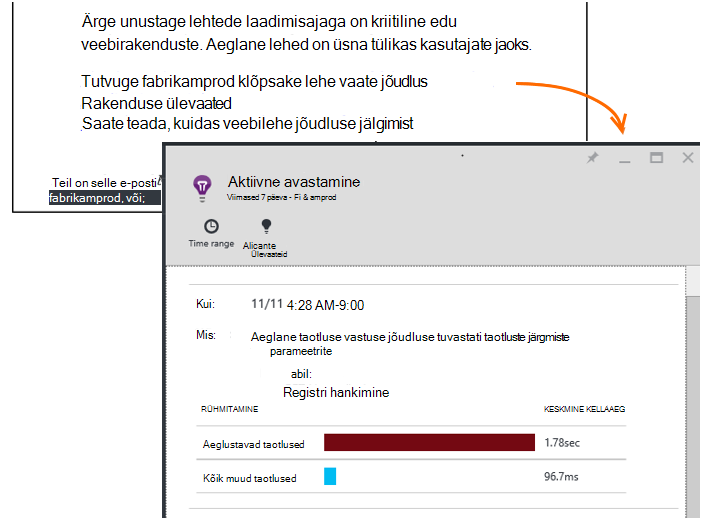 Ärge unustage lehtede laadimisajaga on kriitiline edu
veebirakenduste. Aeglane lehed on üsna tülikas kasutajate jaoks.
Tutvuge fabrikamprod klõpsake lehe vaate jõudlus
Rakenduse ülevaated
Saate teada, kuidas veebilehe jõudluse jälgimist
Teil on selle e-posti
fabrikamprod, või;
Aktiivne avastamine
Viimased 7 päeva - Fi & amprod
Time range
Alicante
Ülevaateid
Kui: 11/11 4:28 AM-9:00
Mis: Aeglane taotluse vastuse jõudluse tuvastati taotluste järgmiste
parameetrite
abil:
Registri hankimine
RÜHMITAMINE KESKMINE KELLAAEG
Aeglustavad taotlused 1.78sec
Kõik muud taotlused 96.7ms